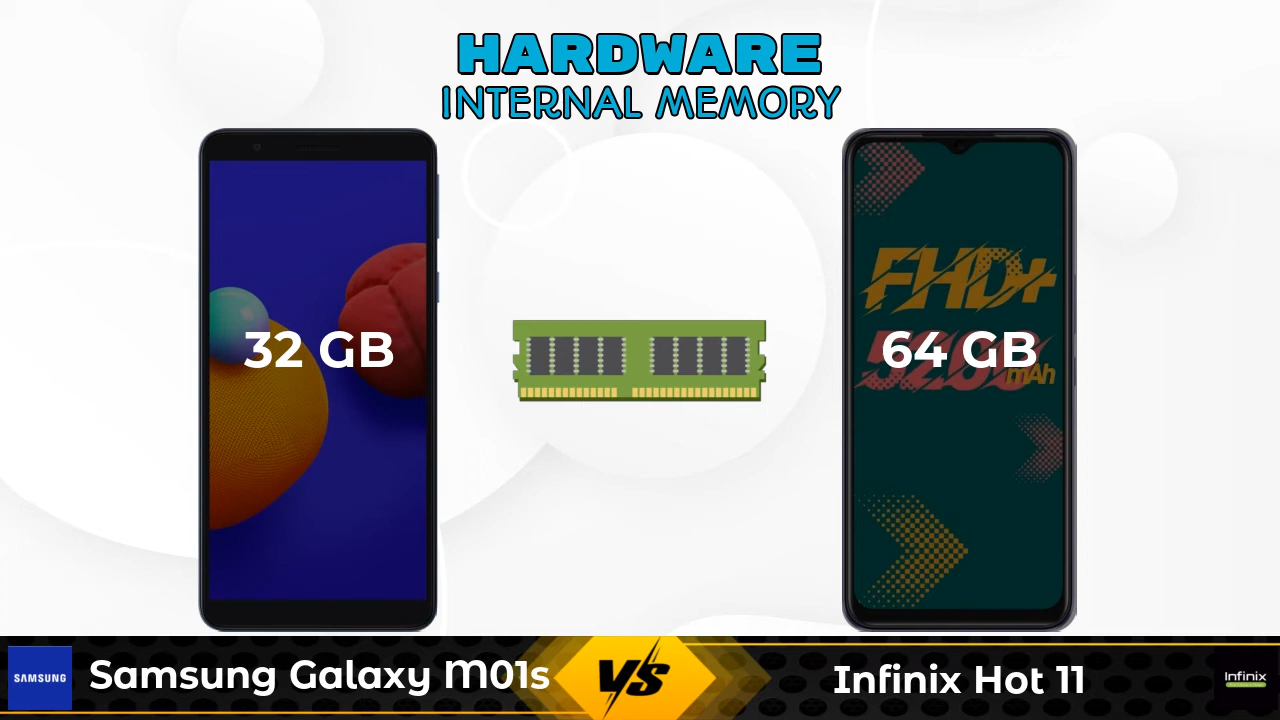 HARDWARE
INTERNAL MEMORY
FHD+
32 GB
64 GB
mAh
SAMSUNG
Samsung Galaxy M01s
VS
Infinix Hot 11
Infinix